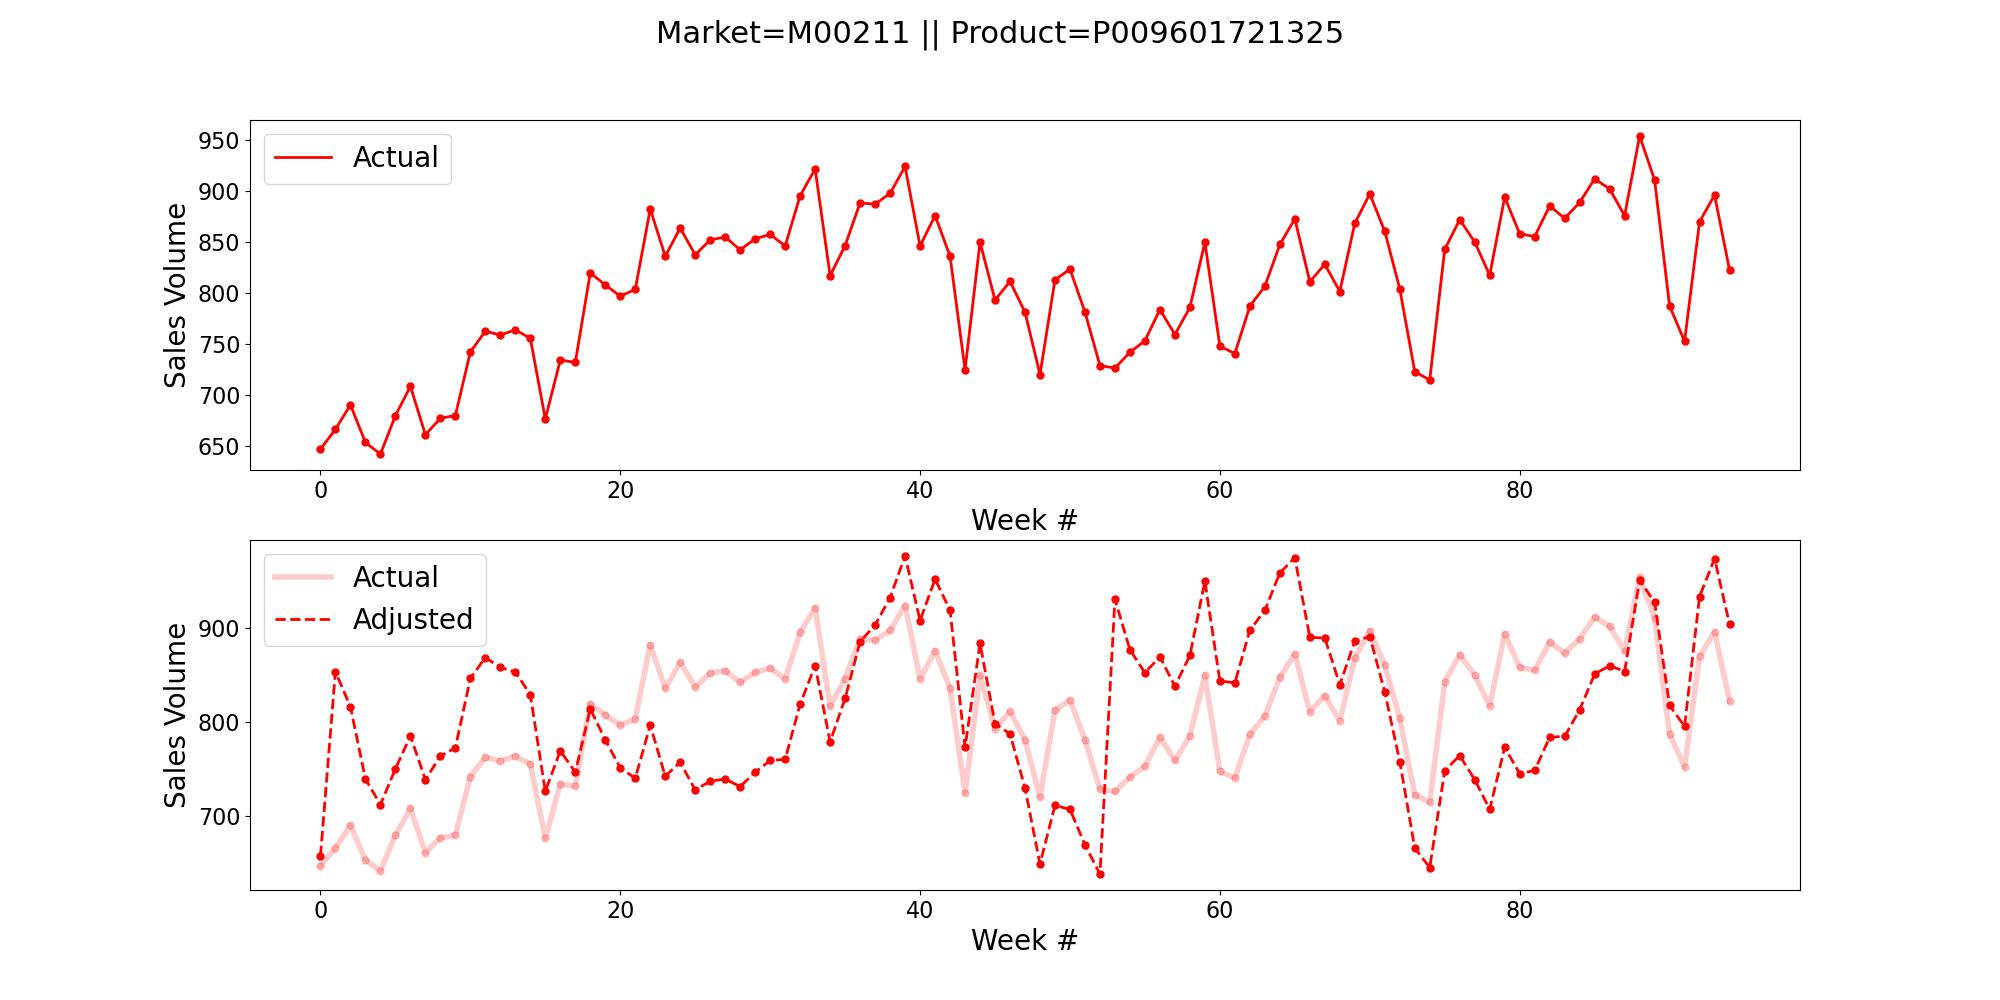 Market=M00211 || Product=P009601721325
Actual
Sales Volume
950
900
850
800
750
700
650
0 20 40 60 80
Week #
Actual
Adjusted
Sales Volume
900
800
700
0 20 40 60 80
Week #